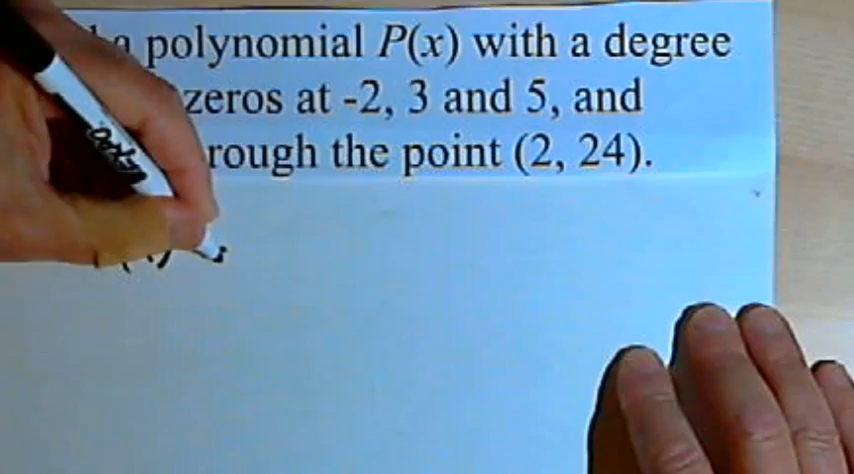 a polynomial P(x) with a degree
zeros at -2, 3 and 5, and
rough the point (2, 24).